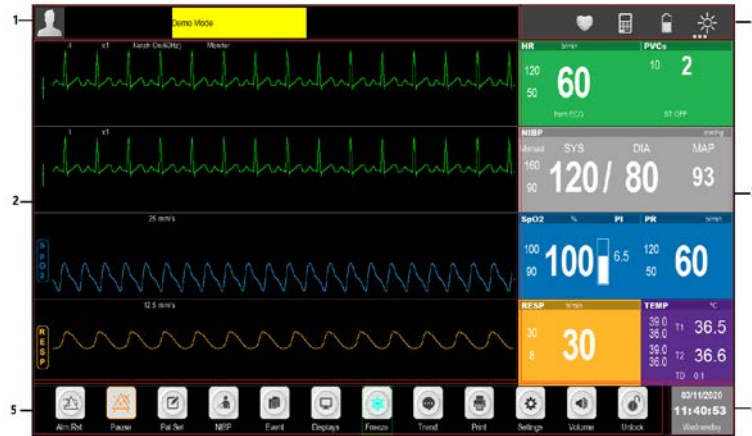 1
Demo Mode
II x1 Notch On(50Hz) Monitor
HR b/min PVCs
120 60 10 2
50
from ECG ST OFF
I x1
NIBP mmHg
Manual SYS DIA MAP
160 120/ 80 93
90
2
25 mm/s
SpO2 % PI PR b/min
100 100 6.5 120 60
90 50
SPO2
12.5 mm/s
RESP b/min TEMP °C
30 30 39.0 T1 36.5
8 36.0
39.0 T2 36.6
36.0
TD 0.1
RESP
5
Alm Rst Pause Pat Set NIBP Event Displays Freeze Trend Print Settings Volume Unlock
03/11/2020
11:40:53
Wednesday